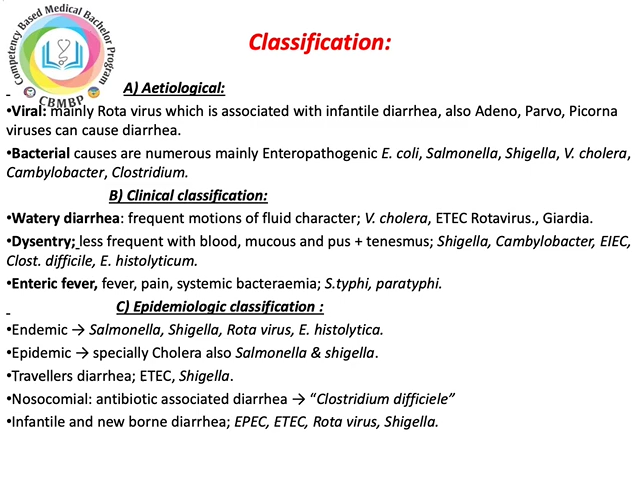 Competency Based Medical Bachelor Program
CBMBP
Classification:
A) Aetiological:
•Viral: mainly Rota virus which is associated with infantile diarrhea, also Adeno, Parvo, Picorna
viruses can cause diarrhea.
•Bacterial causes are numerous mainly Enteropathogenic E. coli, Salmonella, Shigella, V. cholera,
Cambylobacter, Clostridium.
B) Clinical classification:
•Watery diarrhea: frequent motions of fluid character; V. cholera, ETEC Rotavirus., Giardia.
•Dysentry; less frequent with blood, mucous and pus + tenesmus; Shigella, Cambylobacter, EIEC,
Clost. difficile, E. histolyticum.
•Enteric fever, fever, pain, systemic bacteraemia; S.typhi, paratyphi.
C) Epidemiologic classification :
•Endemic → Salmonella, Shigella, Rota virus, E. histolytica.
•Epidemic → specially Cholera also Salmonella & shigella.
•Travellers diarrhea; ETEC, Shigella.
•Nosocomial: antibiotic associated diarrhea → “Clostridium difficiele”
•Infantile and new borne diarrhea; EPEC, ETEC, Rota virus, Shigella.